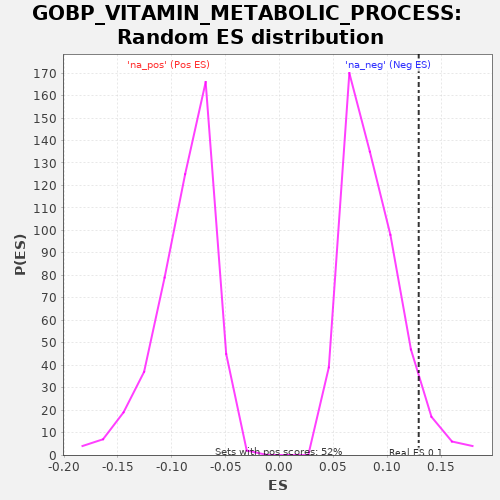 GOBP_VITAMIN_METABOLIC_PROCESS:
Random ES distribution
'na_pos' (Pos ES)
'na_neg' (Neg ES)
P(ES)
170
160
150
140
130
120
110
100
90
80
70
60
50
40
30
20
10
0
Sets with pos scores: 52%
Real ES 0.1
-0.20 -0.15 -0.10 -0.05 0.00 0.05 0.10 0.15
ES